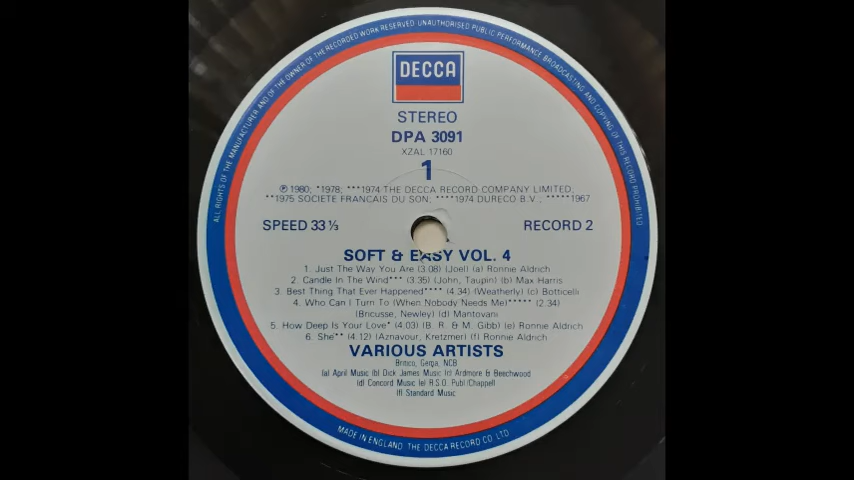 ALL RIGHTS OF THE MANUFACTURER AND OF THE OWNER OF THE RECORDED WORK RESERVED·UNAUTHORISED PUBLIC PERFORMANCE BROADCASTING AND COPYING OF THIS RECORD PROHIBITED
DECCA
STEREO
DPA 3091
XZAL 17160
1
℗ 1980; *1978; ***1974 THE DECCA RECORD COMPANY LIMITED,
**1975 SOCIETE FRANCAIS DU SON; ****1974 DURECO B.V.; *****1967
SPEED 33⅓ RECORD 2
SOFT & EASY VOL. 4
1. Just The Way You Are (3.08) (Joel) (a) Ronnie Aldrich
2. Candle In The Wind*** (3.35) (John, Taupin) (b) Max Harris
3. Best Thing That Ever Happened**** (4.34) (Weatherly) (c) Botticelli
4. Who Can I Turn To (When Nobody Needs Me)***** (2.34)
(Bricusse, Newley) (d) Mantovani
5. How Deep Is Your Love* (4.03) (B. R. & M. Gibb) (e) Ronnie Aldrich
6. She** (4.12) (Aznavour, Kretzmer) (f) Ronnie Aldrich
VARIOUS ARTISTS
Britico, Gerga, NCB
(a) April Music (b) Dick James Music (c) Ardmore & Beechwood
(d) Concord Music (e) R.S.O. Publ/Chappell
(f) Standard Music
MADE IN ENGLAND THE DECCA RECORD CO. LTD.